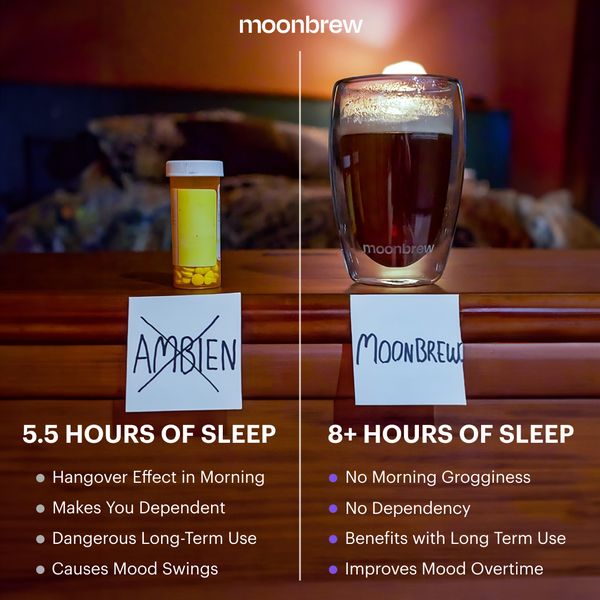 moonbrew
moonbrew
AMBIEN
MOONBREW
5.5 HOURS OF SLEEP
Hangover Effect in Morning
Makes You Dependent
Dangerous Long-Term Use
Causes Mood Swings
8+ HOURS OF SLEEP
No Morning Grogginess
No Dependency
Benefits with Long Term Use
Improves Mood Overtime